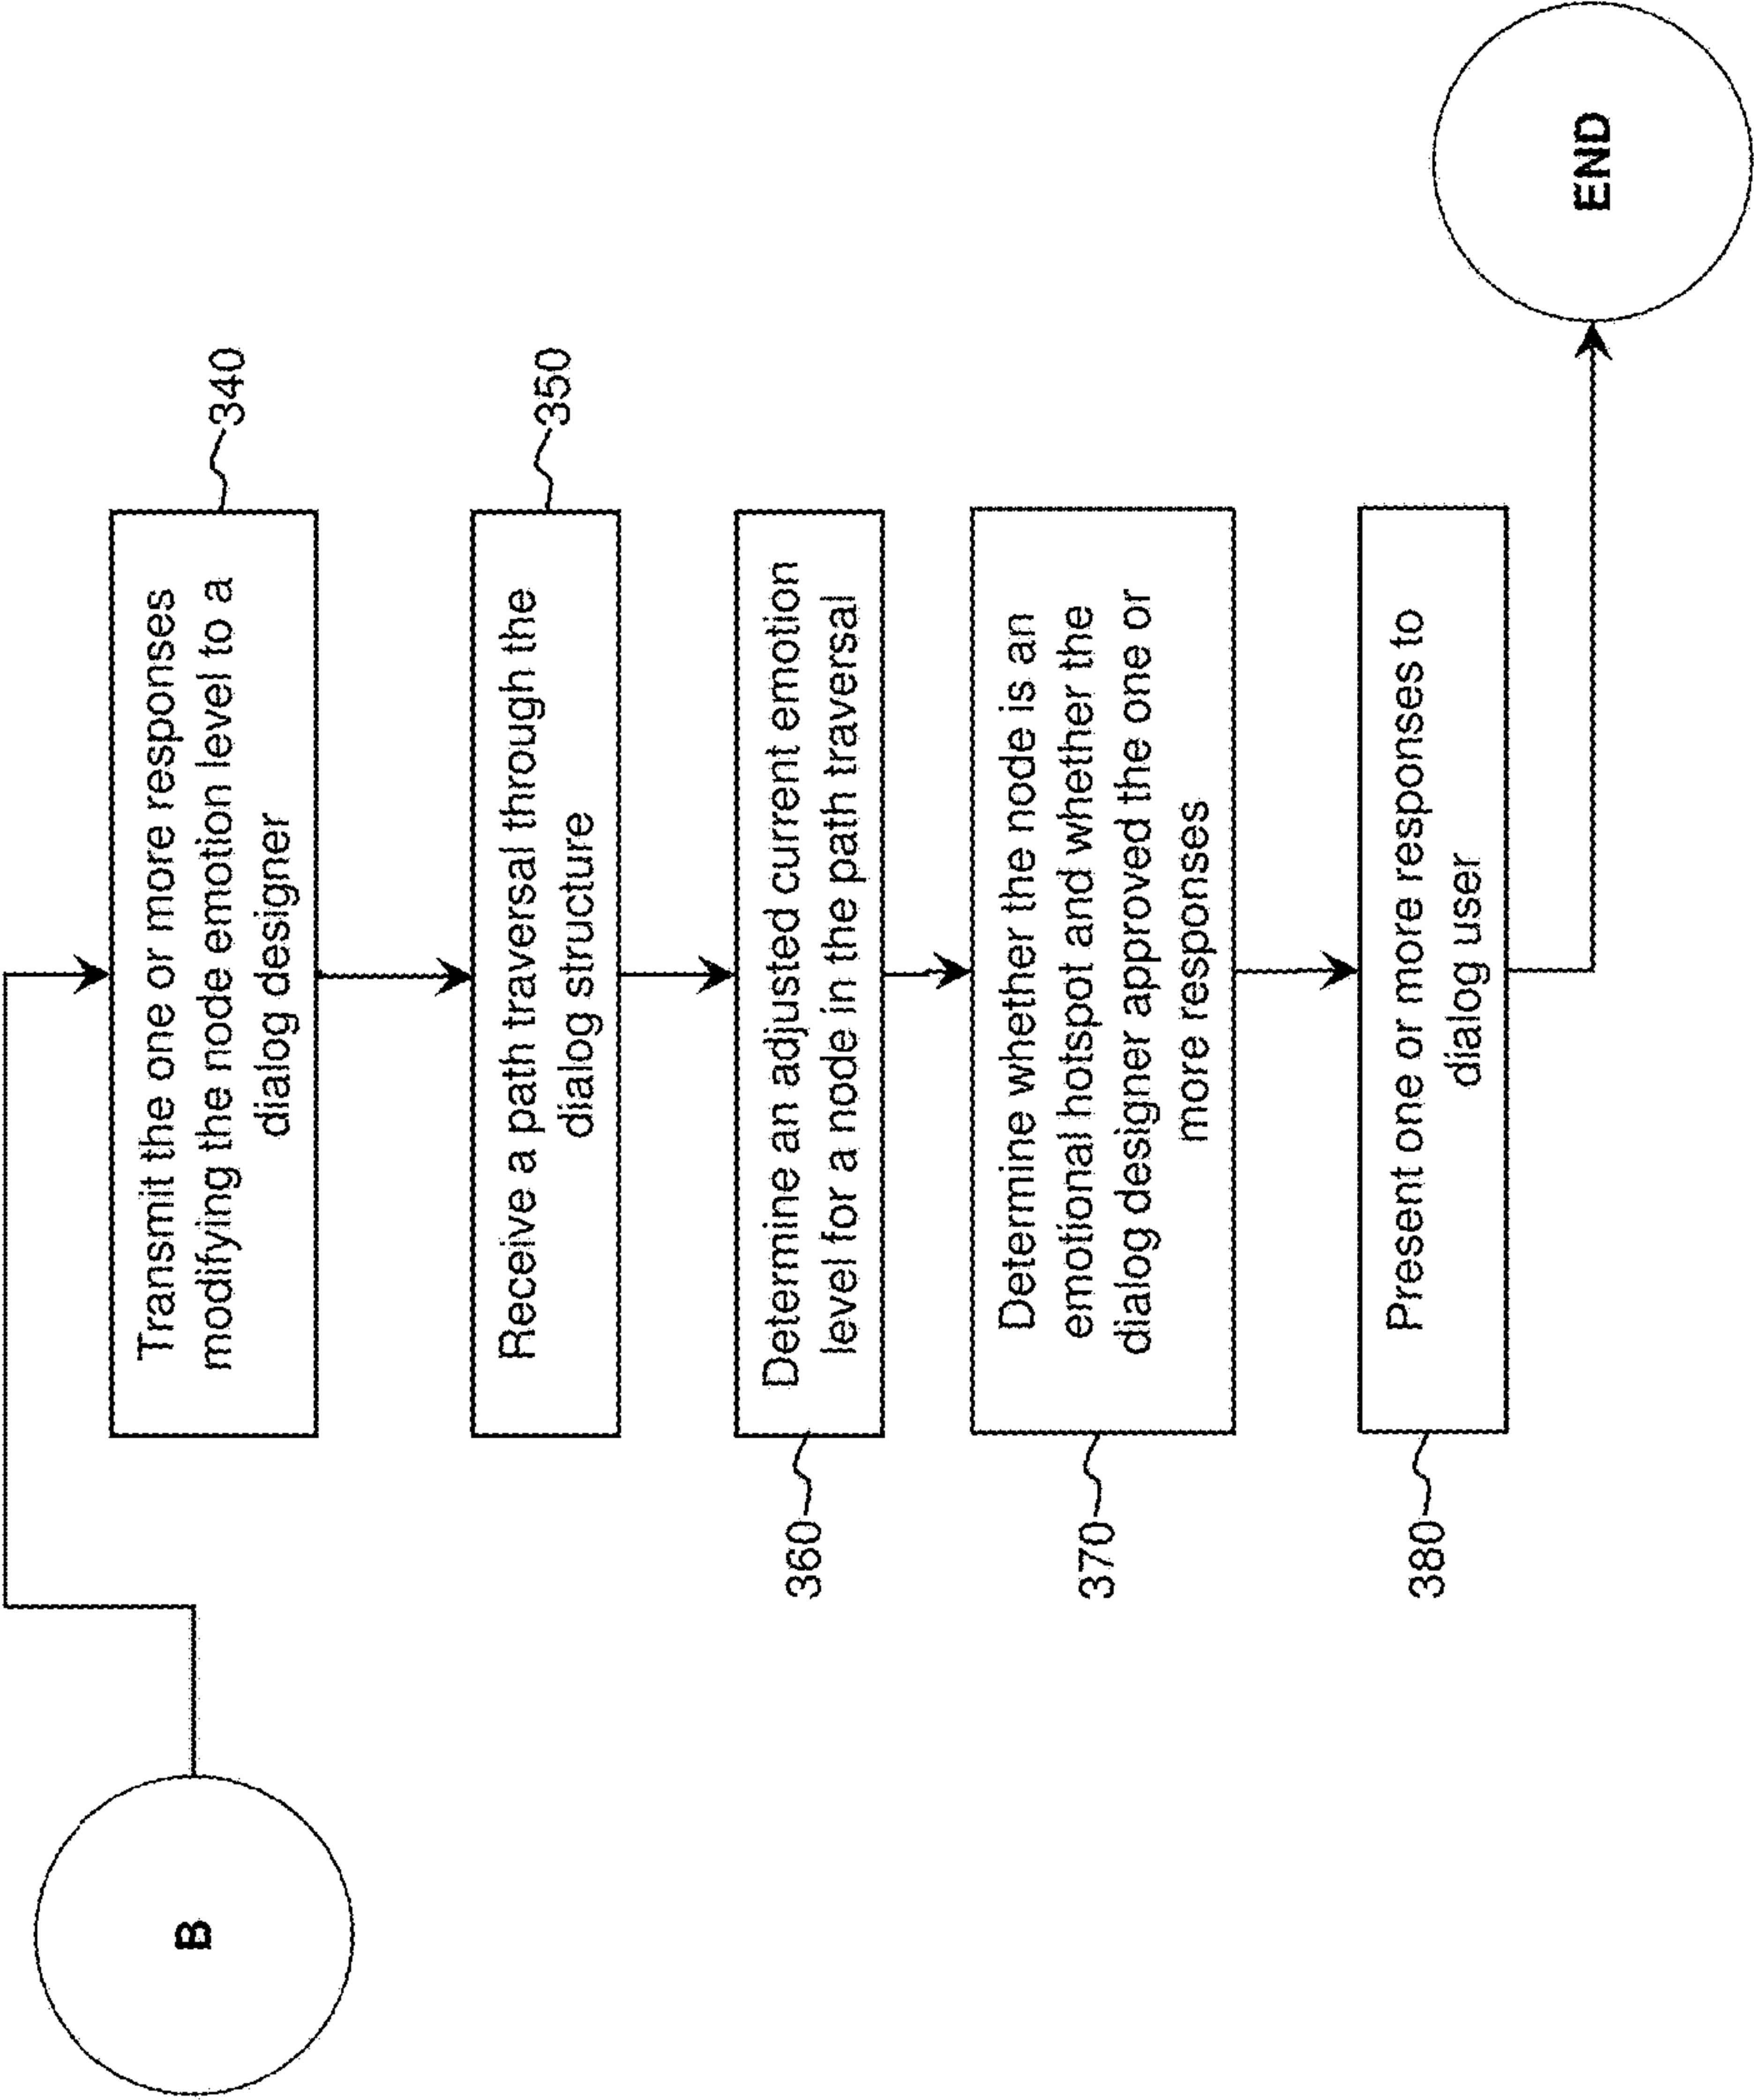 B
Transmit the one or more responses
modifying the node emotion level to a
dialog designer
340
Receive a path traversal through the
dialog structure
350
Determine an adjusted current emotion
level for a node in the path traversal
360
Determine whether the node is an
emotional hotspot and whether the
dialog designer approved the one or
more responses
370
Present one or more responses to
dialog user
380
END